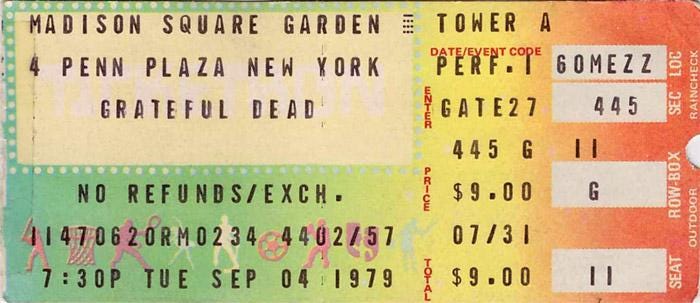 MADISON SQUARE GARDEN TOWER A
DATE/EVENT CODE
4 PENN PLAZA NEW YORK PERF.1 GOMEZZ
GRATEFUL DEAD GATE27 445
ENTER
445 G 11
PRICE
NO REFUNDS/EXCH. $9.00 G
1147062ORM0234 4402/57 07/31
TOTAL
7:30P TUE SEP 04 1979 $9.00 11
LOC
SEC
ROW-BOX
SEAT
RAINCHECK
OUTDOOR